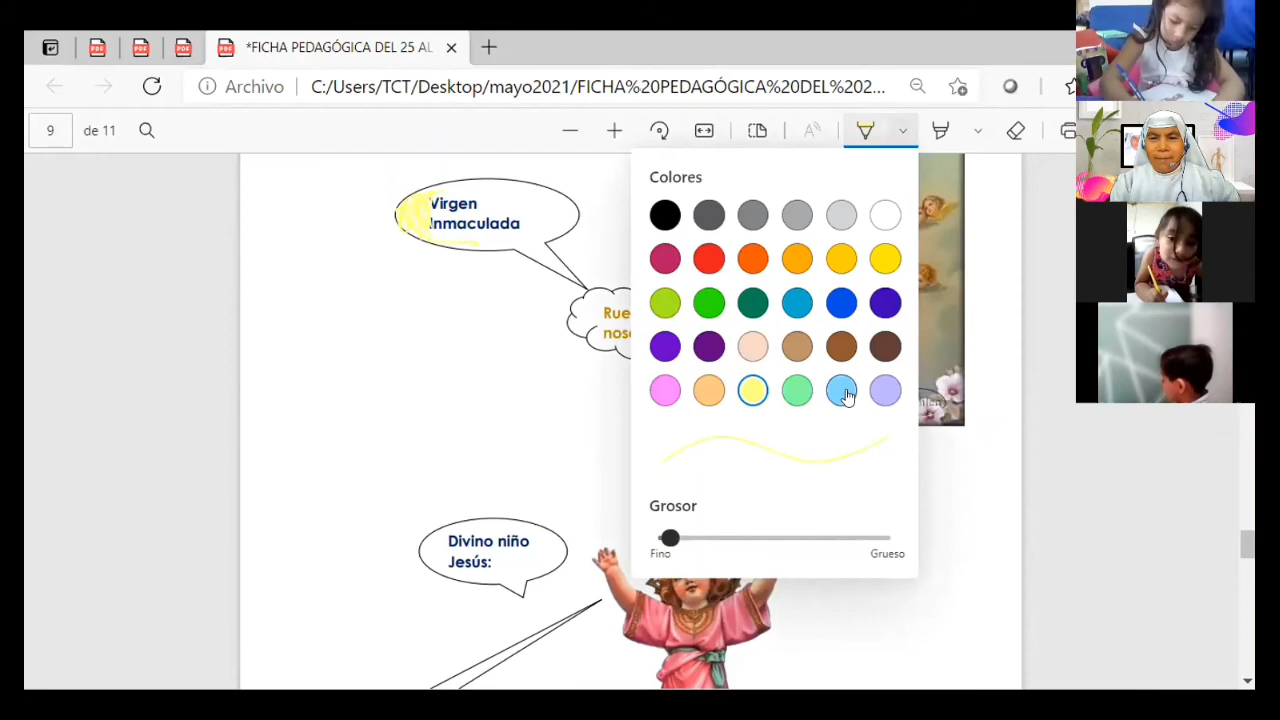 *FICHA PEDAGÓGICA DEL 25 AL
Archivo
C:/Users/TCT/Desktop/mayo2021/FICHA%20PEDAGÓGICA%20DEL%202...
9
de 11
Virgen
Inmaculada
Rue
noso
Colores
Grosor
Fino
Grueso
Divino niño
Jesús: